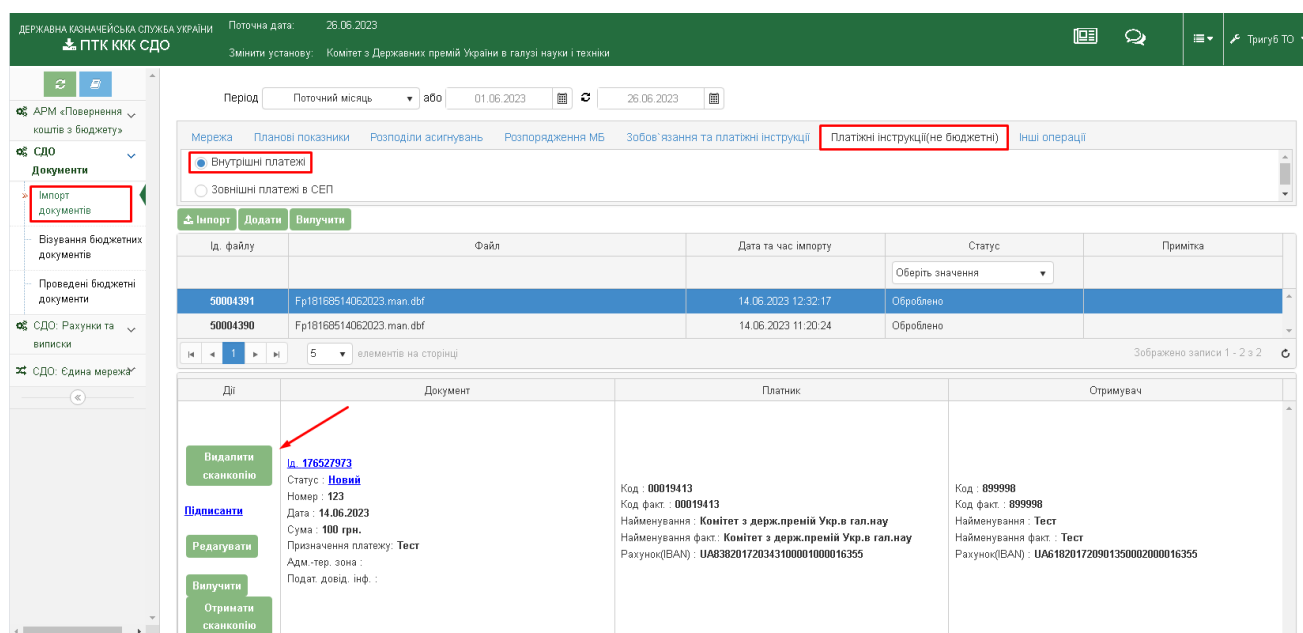 ДЕРЖАВНА КАЗНАЧЕЙСЬКА СЛУЖБА УКРАЇНИ
ПТК ККК СДО
Поточна дата: 26.06.2023
Змінити установу: Комітет з Державних премій України в галузі науки і техніки
Тригуб ТО
АРМ «Повернення
коштів з бюджету»
СДО
Документи
Імпорт
документів
Візування бюджетних
документів
Проведені бюджетні
документи
СДО: Рахунки та
виписки
СДО: Єдина мережа
Період Поточний місяць або 01.06.2023 26.06.2023
Мережа Планові показники Розподіли асигнувань Розпорядження МБ Зобов`язання та платіжні інструкції Платіжні інструкції(не бюджетні) Інші операції
Внутрішні платежі
Зовнішні платежі в СЕП
Імпорт Додати Вилучити
Ід. файлу Файл Дата та час імпорту Статус Примітка
Оберіть значення
50004391 Fp18168514062023.man.dbf 14.06.2023 12:32:17 Оброблено
50004390 Fp18168514062023.man.dbf 14.06.2023 11:20:24 Оброблено
1 5 елементів на сторінці Зображено записи 1 - 2 з 2
Дії Документ Платник Отримувач
Видалити
сканкопію
Підписанти
Редагувати
Вилучити
Отримати
сканкопію
Ід. 176527973
Статус : Новий
Номер : 123
Дата : 14.06.2023
Сума : 100 грн.
Призначення платежу: Тест
Адм.-тер. зона :
Подат. довід. інф. :
Код : 00019413
Код факт. : 00019413
Найменування : Комітет з держ.премій Укр.в гал.нау
Найменування факт.: Комітет з держ.премій Укр.в гал.нау
Рахунок(IBAN) : UA838201720343100001000016355
Код : 899998
Код факт. : 899998
Найменування : Тест
Найменування факт. : Тест
Рахунок(IBAN) : UA618201720901350002000016355